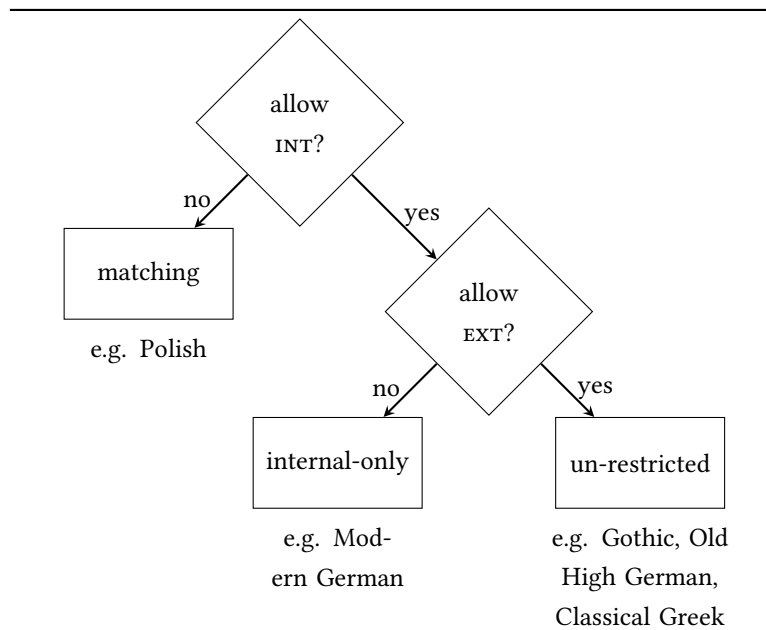 allow
INT?
no
yes
matching
e.g. Polish
allow
EXT?
no
yes
internal-only
un-restricted
e.g. Mod-
ern German
e.g. Gothic, Old
High German,
Classical Greek